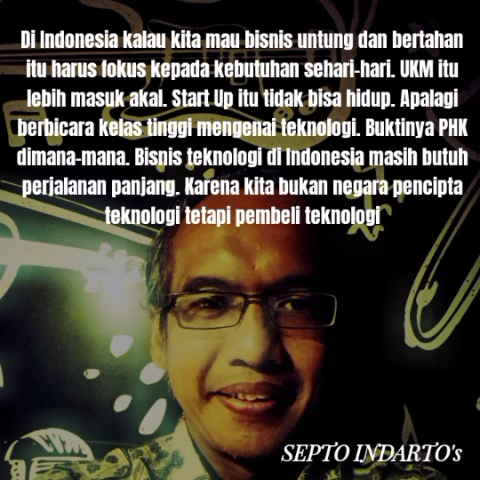 Di Indonesia kalau kita mau bisnis untung dan bertahan
itu harus fokus kepada kebutuhan sehari-hari. UKM itu
lebih masuk akal. Start Up itu tidak bisa hidup. Apalagi
berbicara kelas tinggi mengenai teknologi. Buktinya PHK
dimana-mana. Bisnis teknologi di Indonesia masih butuh
perjalanan panjang. Karena kita bukan negara pencipta
teknologi tetapi pembeli teknologi
SEPTO INDARTO's